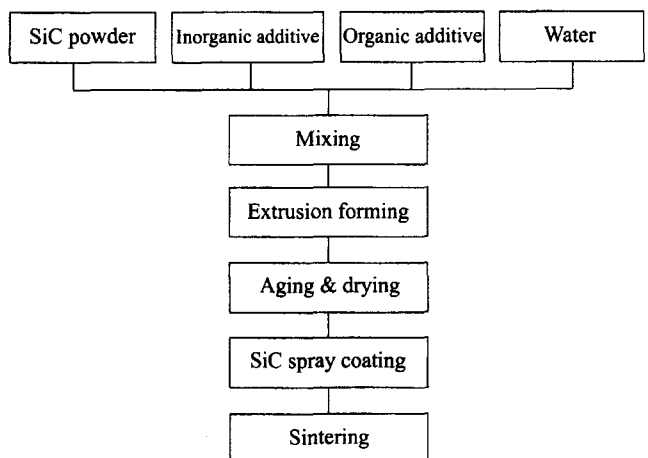 SiC powder
Inorganic additive
Organic additive
Water
Mixing
Extrusion forming
Aging & drying
SiC spray coating
Sintering